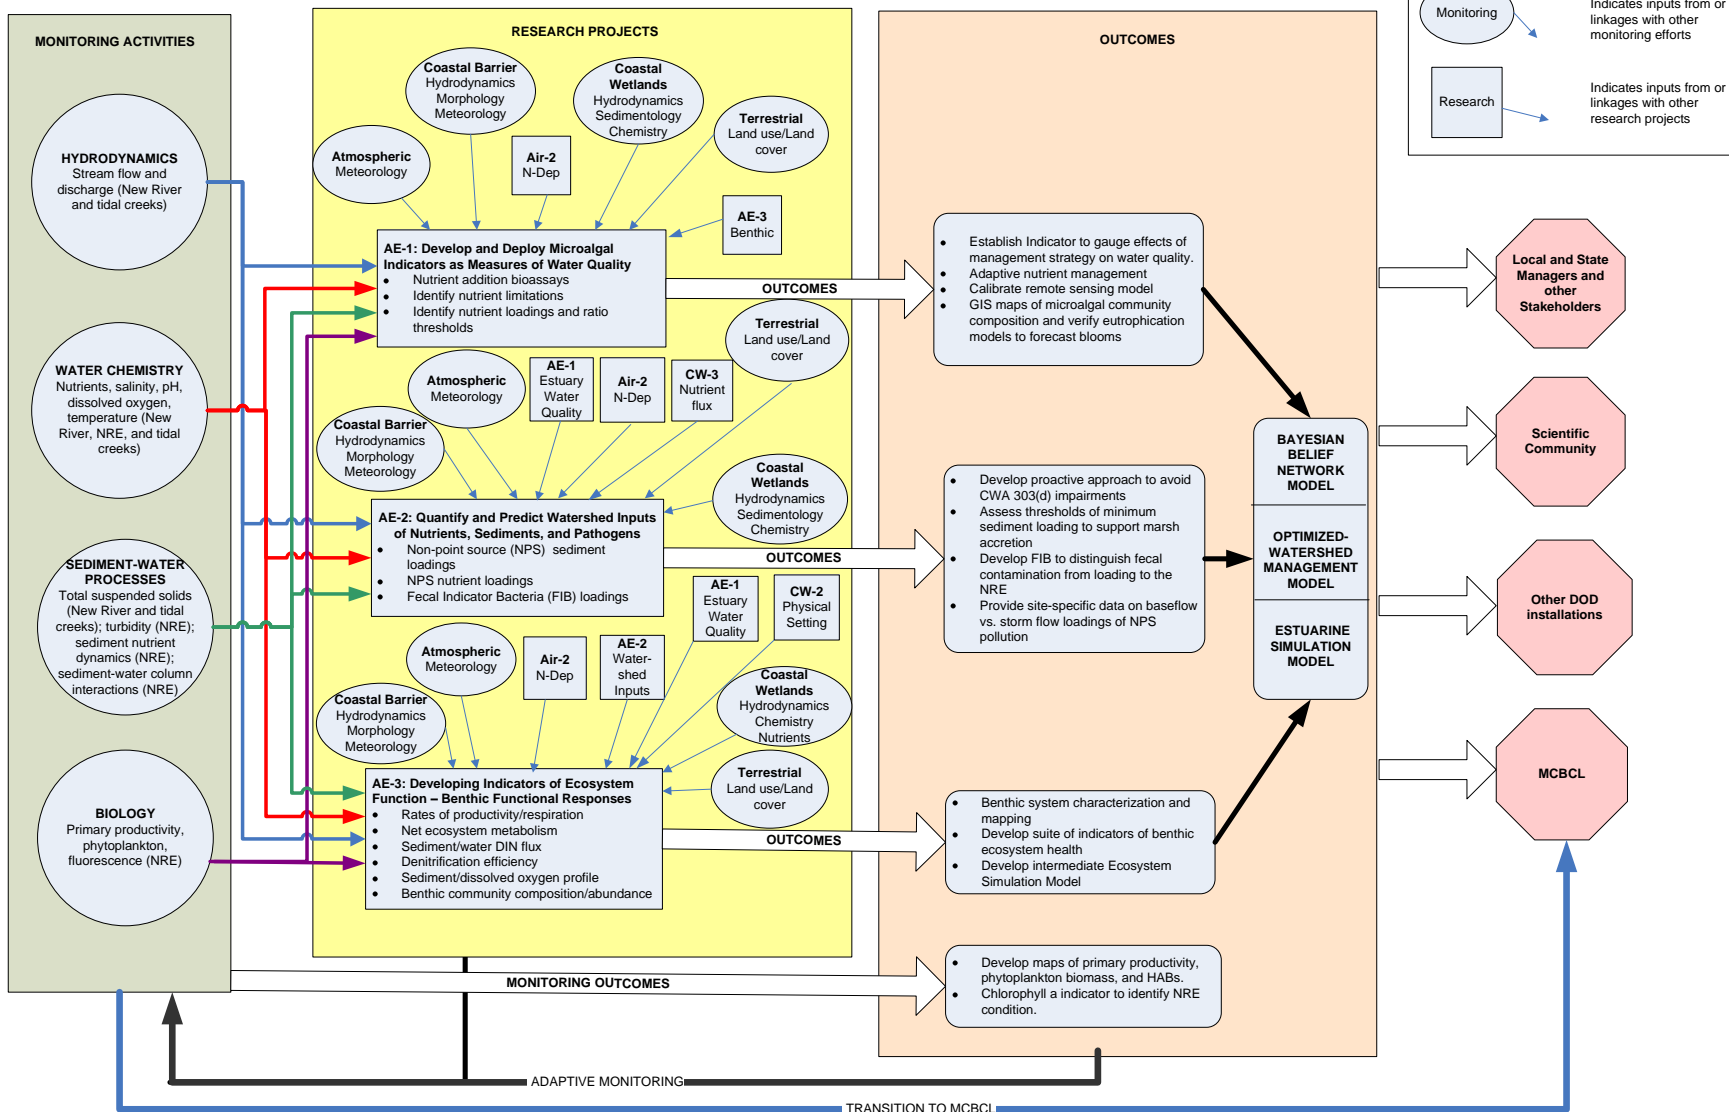 MONITORING ACTIVITIES
HYDRODYNAMICS
Stream flow and
discharge (New River
and tidal creeks)
WATER CHEMISTRY
Nutrients, salinity, pH,
dissolved oxygen,
temperature (New
River, NRE, and tidal
creeks)
SEDIMENT-WATER
PROCESSES
Total suspended solids
(New River and tidal
creeks); turbidity (NRE);
sediment nutrient
dynamics (NRE);
sediment-water column
interactions (NRE)
BIOLOGY
Primary productivity,
phytoplankton,
fluorescence (NRE)
RESEARCH PROJECTS
Atmospheric
Meteorology
Coastal Barrier
Hydrodynamics
Morphology
Meteorology
Air-2
N-Dep
Coastal
Wetlands
Hydrodynamics
Sedimentology
Chemistry
Terrestrial
Land use/Land
cover
AE-3
Benthic
AE-1: Develop and Deploy Microalgal
Indicators as Measures of Water Quality
• Nutrient addition bioassays
• Identify nutrient limitations
• Identify nutrient loadings and ratio
thresholds
OUTCOMES
Coastal Barrier
Hydrodynamics
Morphology
Meteorology
Atmospheric
Meteorology
AE-1
Estuary
Water
Quality
Air-2
N-Dep
CW-3
Nutrient
flux
Terrestrial
Land use/Land
cover
Coastal
Wetlands
Hydrodynamics
Sedimentology
Chemistry
AE-2: Quantify and Predict Watershed Inputs
of Nutrients, Sediments, and Pathogens
• Non-point source (NPS) sediment
loadings
• NPS nutrient loadings
• Fecal Indicator Bacteria (FIB) loadings
OUTCOMES
Coastal Barrier
Hydrodynamics
Morphology
Meteorology
Atmospheric
Meteorology
Air-2
N-Dep
AE-2
Water-
shed
Inputs
AE-1
Estuary
Water
Quality
CW-2
Physical
Setting
Coastal
Wetlands
Hydrodynamics
Chemistry
Nutrients
Terrestrial
Land use/Land
cover
AE-3: Developing Indicators of Ecosystem
Function – Benthic Functional Responses
• Rates of productivity/respiration
• Net ecosystem metabolism
• Sediment/water DIN flux
• Denitrification efficiency
• Sediment/dissolved oxygen profile
• Benthic community composition/abundance
OUTCOMES
MONITORING OUTCOMES
OUTCOMES
• Establish Indicator to gauge effects of
management strategy on water quality.
• Adaptive nutrient management
• Calibrate remote sensing model
• GIS maps of microalgal community
composition and verify eutrophication
models to forecast blooms
• Develop proactive approach to avoid
CWA 303(d) impairments
• Assess thresholds of minimum
sediment loading to support marsh
accretion
• Develop FIB to distinguish fecal
contamination from loading to the
NRE
• Provide site-specific data on baseflow
vs. storm flow loadings of NPS
pollution
• Benthic system characterization and
mapping
• Develop suite of indicators of benthic
ecosystem health
• Develop intermediate Ecosystem
Simulation Model
• Develop maps of primary productivity,
phytoplankton biomass, and HABs.
• Chlorophyll a indicator to identify NRE
condition.
BAYESIAN
BELIEF
NETWORK
MODEL
OPTIMIZED-
WATERSHED
MANAGEMENT
MODEL
ESTUARINE
SIMULATION
MODEL
Monitoring
Indicates inputs from or
linkages with other
monitoring efforts
Research
Indicates inputs from or
linkages with other
research projects
Local and State
Managers and
other
Stakeholders
Scientific
Community
Other DOD
installations
MCBCL
ADAPTIVE MONITORING
TRANSITION TO MCBCL